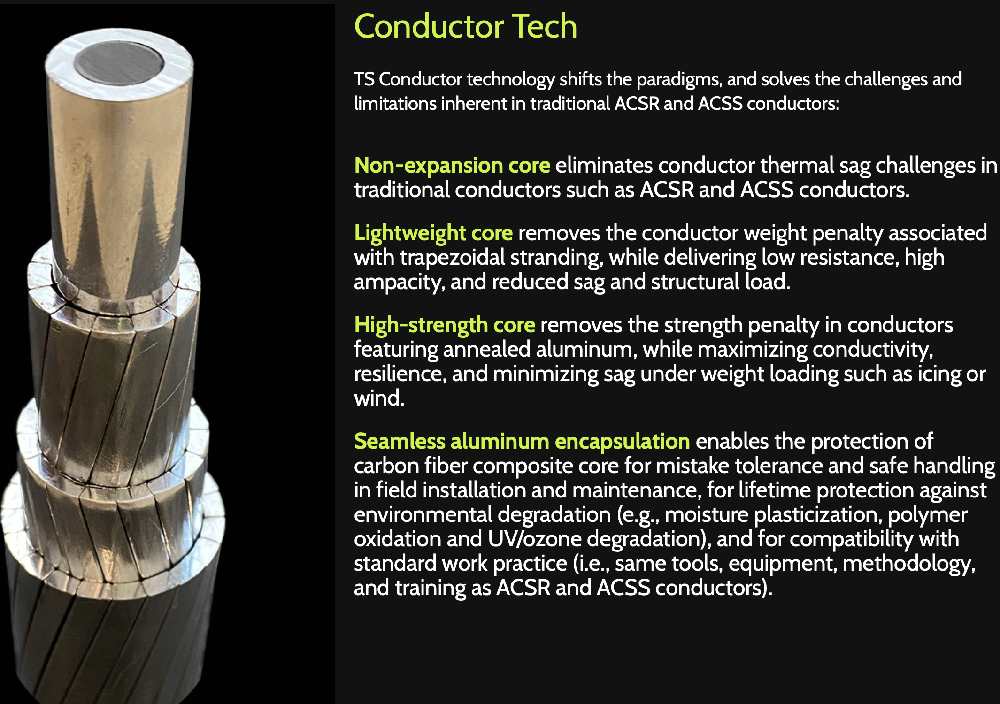 Conductor Tech
TS Conductor technology shifts the paradigms, and solves the challenges and
limitations inherent in traditional ACSR and ACSS conductors:
Non-expansion core eliminates conductor thermal sag challenges in
traditional conductors such as ACSR and ACSS conductors.
Lightweight core removes the conductor weight penalty associated
with trapezoidal stranding, while delivering low resistance, high
ampacity, and reduced sag and structural load.
High-strength core removes the strength penalty in conductors
featuring annealed aluminum, while maximizing conductivity,
resilience, and minimizing sag under weight loading such as icing or
wind.
Seamless aluminum encapsulation enables the protection of
carbon fiber composite core for mistake tolerance and safe handling
in field installation and maintenance, for lifetime protection against
environmental degradation (e.g., moisture plasticization, polymer
oxidation and UV/ozone degradation), and for compatibility with
standard work practice (i.e., same tools, equipment, methodology,
and training as ACSR and ACSS conductors).